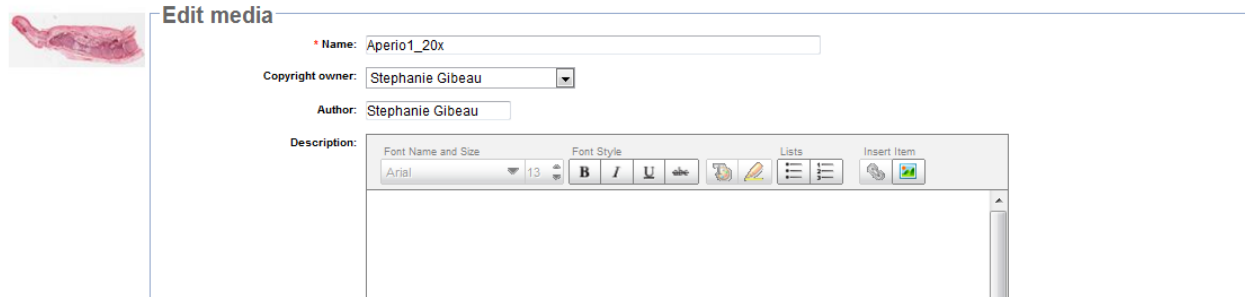 Edit media
* Name: Aperio1_20x
Copyright owner: Stephanie Gibeau
Author: Stephanie Gibeau
Description:
Font Name and Size Font Style Lists Insert Item
Arial 13 B I U abc